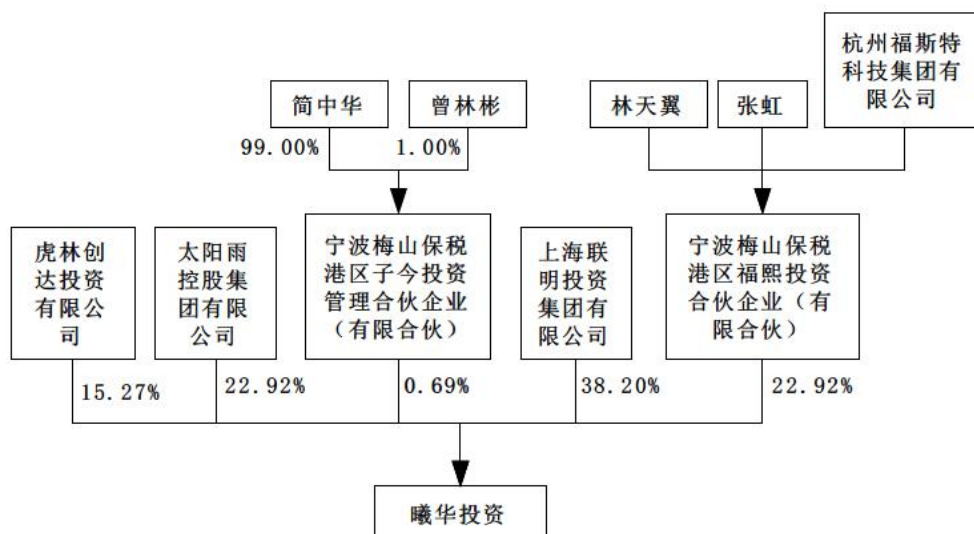 杭州福斯特
科技集团有
限公司
简中华
曾林彬
林天翼
张虹
99.00%
1.00%
虎林创
达投资
有限公
司
太阳雨
控股集
团有限
公司
宁波梅山保税
港区子今投资
管理合伙企业
（有限合伙）
上海联
明投资
集团有
限公司
宁波梅山保税
港区福熙投资
合伙企业（有
限合伙）
15.27%
22.92%
0.69%
38.20%
22.92%
曦华投资